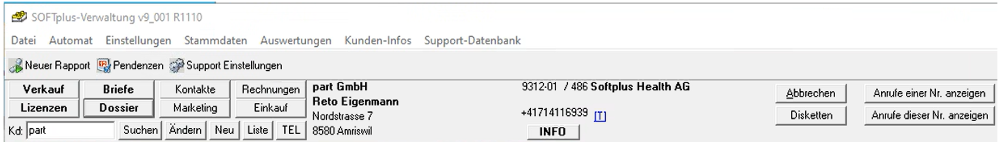 SOFTplus-Verwaltung v9_001 R1110
Datei Automat Einstellungen Stammdaten Auswertungen Kunden-Infos Support-Datenbank
Neuer Rapport Pendenzen Support Einstellungen
Verkauf Briefe Kontakte Rechnungen
Lizenzen Dossier Marketing Einkauf
Kd: part Suchen Ändern Neu Liste TEL
part GmbH
Reto Eigenmann
Nordstrasse 7
8580 Amriswil
9312-01 / 486 Softplus Health AG
+41714116939 [T]
INFO
Abbrechen
Disketten
Anrufe einer Nr. anzeigen
Anrufe dieser Nr. anzeigen